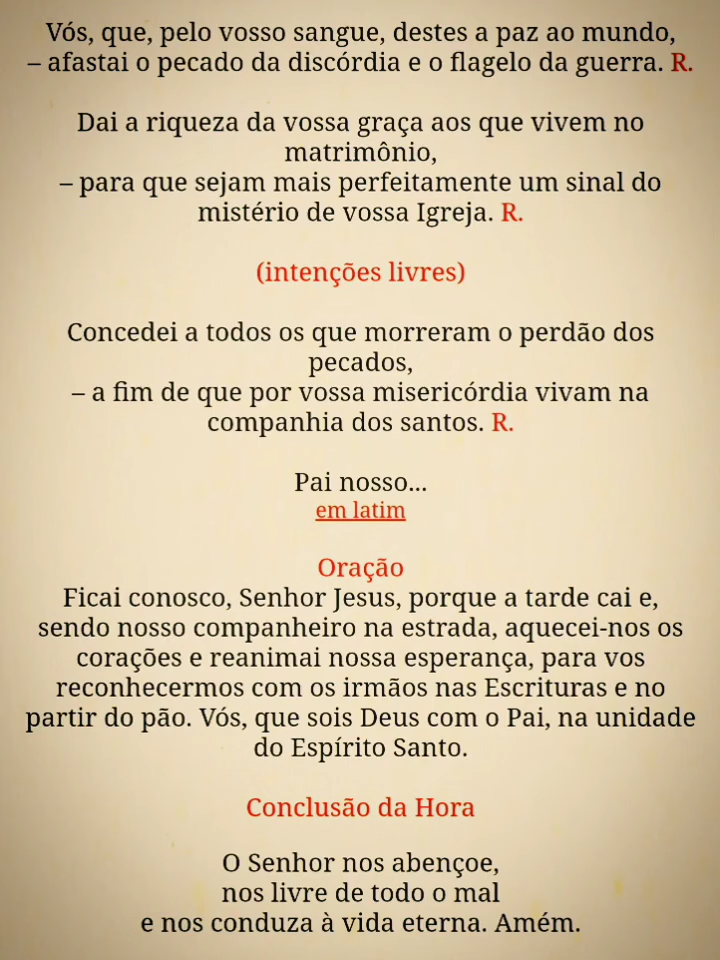 Vós, que, pelo vosso sangue, destes a paz ao mundo,
– afastai o pecado da discórdia e o flagelo da guerra. R.
Dai a riqueza da vossa graça aos que vivem no
matrimônio,
– para que sejam mais perfeitamente um sinal do
mistério de vossa Igreja. R.
(intenções livres)
Concedei a todos os que morreram o perdão dos
pecados,
– a fim de que por vossa misericórdia vivam na
companhia dos santos. R.
Pai nosso...
em latim
Oração
Ficai conosco, Senhor Jesus, porque a tarde cai e,
sendo nosso companheiro na estrada, aquecei-nos os
corações e reanimai nossa esperança, para vos
reconhecermos com os irmãos nas Escrituras e no
partir do pão. Vós, que sois Deus com o Pai, na unidade
do Espírito Santo.
Conclusão da Hora
O Senhor nos abençoe,
nos livre de todo o mal
e nos conduza à vida eterna. Amém.